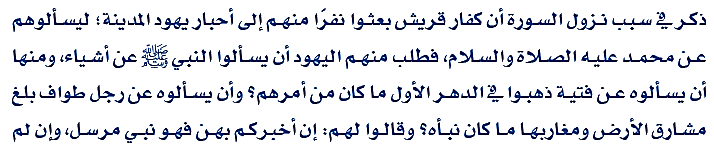 ذكر في سبب نزول السورة أن كفار قريش بعثوا نفرًا منهم إلى أحبار يهود المدينة؛ ليسألوهم
عن محمد عليه الصلاة والسلام، فطلب منهم اليهود أن يسألوا النبي ﷺ عن أشياء، ومنها
أن يسألوه عن فتية ذهبوا في الدهر الأول ما كان من أمرهم؟ وأن يسألوه عن رجل طواف بلغ
مشارق الأرض ومغاربها ما كان نبأه؟ وقالوا لهم: إن أخبركم بهن فهو نبي مرسل، وإن لم